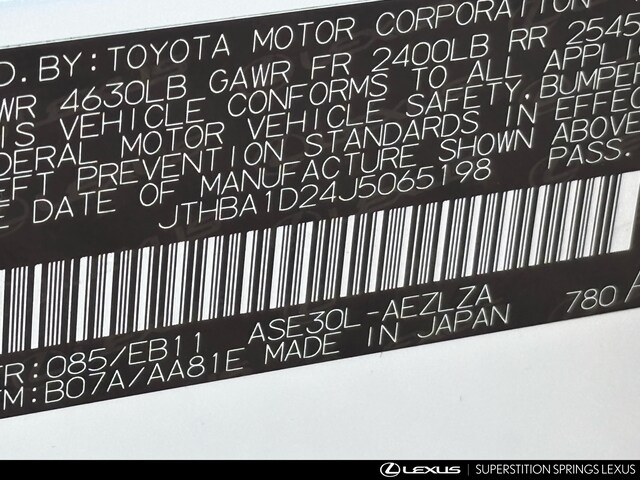 D. BY: TOYOTA MOTOR CORPORATION
WR 4630LB GAWR FR 2400LB RR 2545
IS VEHICLE CONFORMS TO ALL APPLI
DERAL MOTOR VEHICLE SAFETY, BUMPER
EFT PREVENTION STANDARDS IN EFFEC
E DATE OF MANUFACTURE SHOWN ABOVE
JTHBA1D24J5065198 PASS.
TR: 085/EB11 ASE30L-AEZLZA 780 A
TM: B07A/AA81E MADE IN JAPAN
LEXUS | SUPERSTITION SPRINGS LEXUS